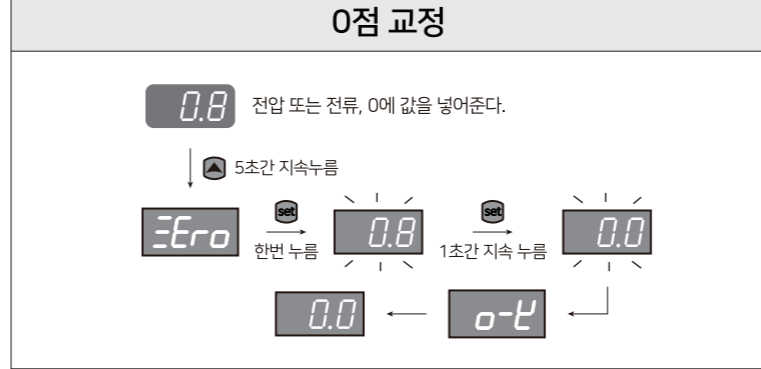 0점 교정
0.8 전압 또는 전류, 0에 값을 넣어준다.
5초간 지속누름
ZEro set 한번 누름 0.8 set 1초간 지속 누름 0.0
0.0 o-k